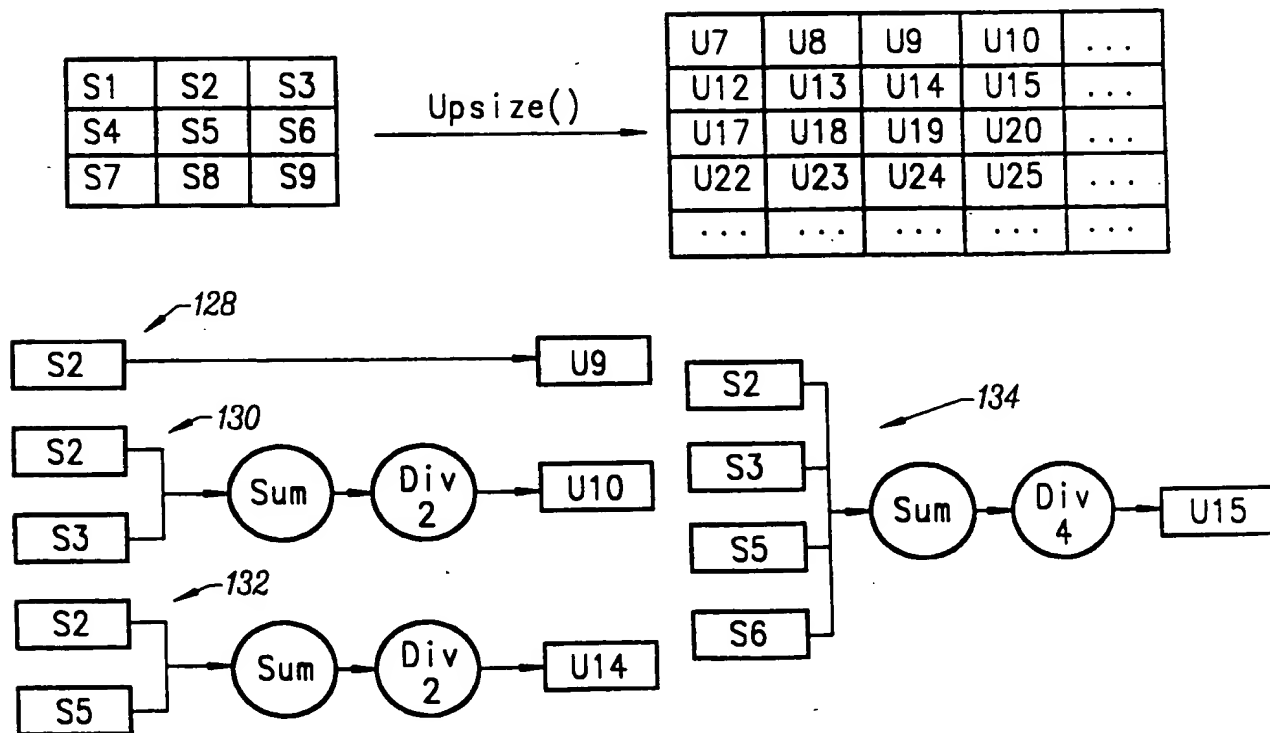 S1 S2 S3
S4 S5 S6
S7 S8 S9
Upsize()
U7 U8 U9 U10 ...
U12 U13 U14 U15 ...
U17 U18 U19 U20 ...
U22 U23 U24 U25 ...
... ... ... ... ...
128
S2 U9
130
S2
S3
Sum
Div
2
U10
132
S2
S5
Sum
Div
2
U14
134
S2
S3
S5
S6
Sum
Div
4
U15